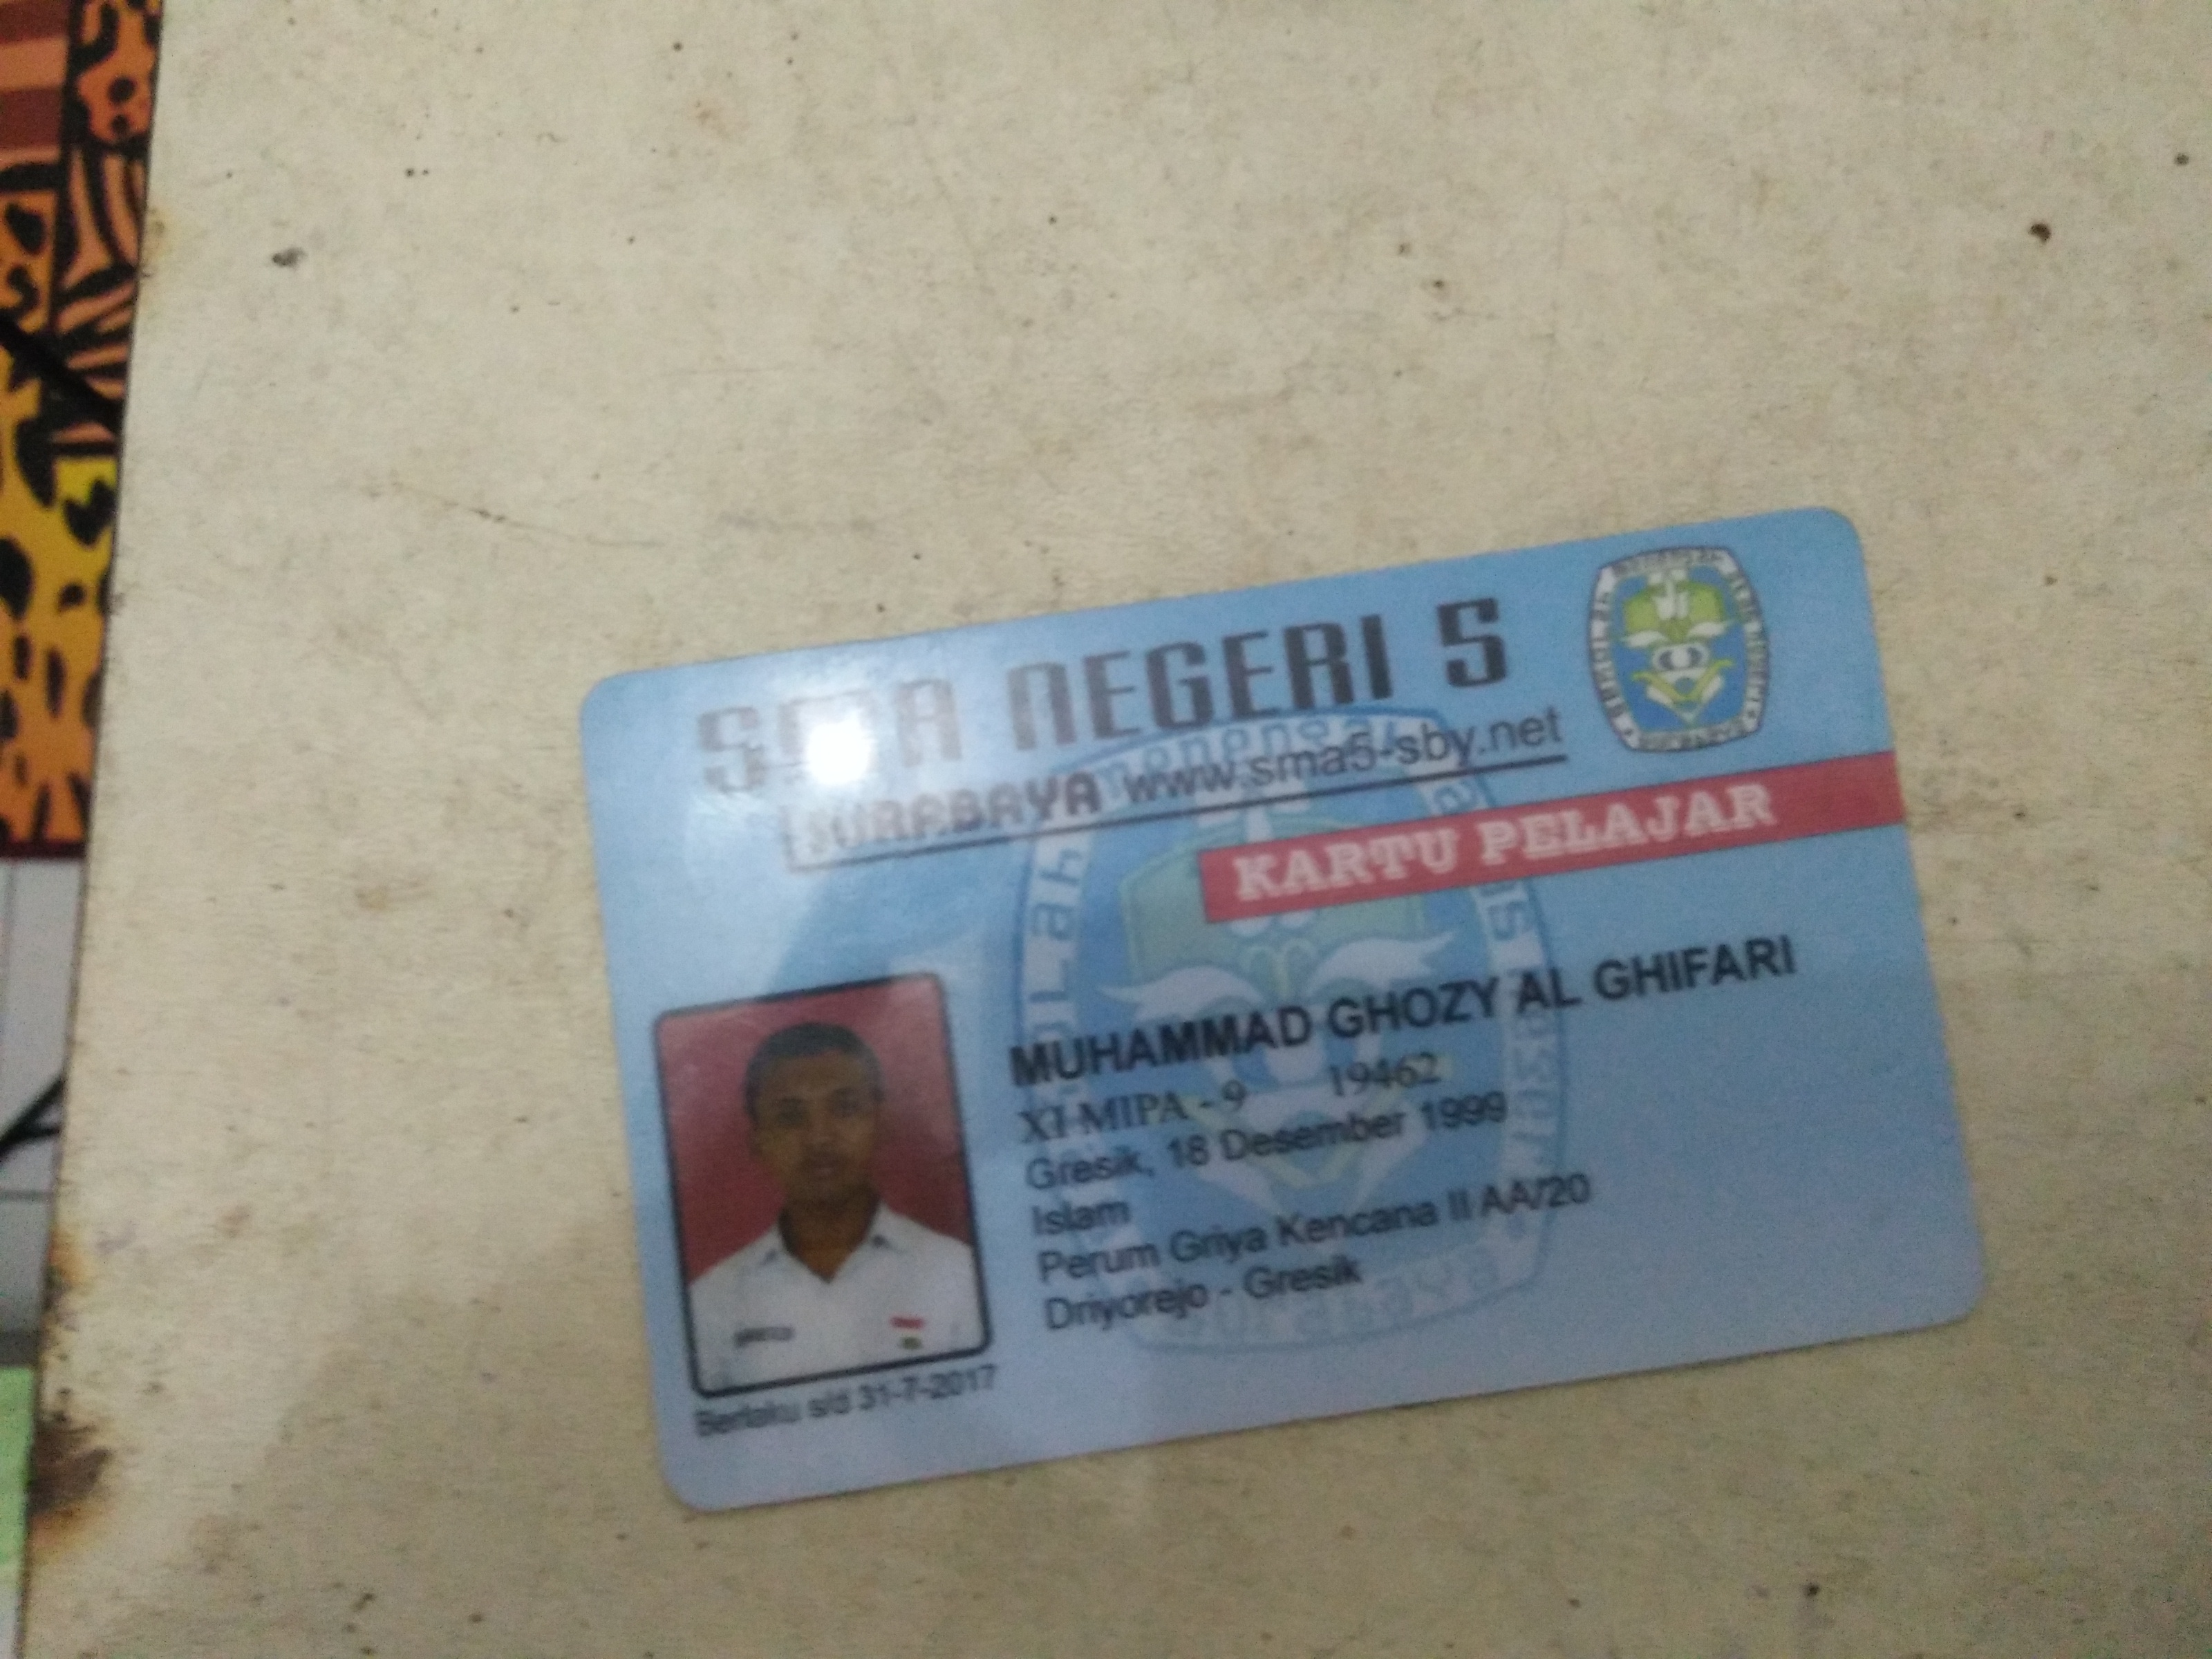 SMA NEGERI 5
SURABAYA www.sma5-sby.net
KARTU PELAJAR
MUHAMMAD GHOZY AL GHIFARI
XI MIPA - 9 19462
Gresik, 18 Desember 1999
Islam
Perum Griya Kencana II AA/20
Driyorejo - Gresik
Berlaku s/d 31-7-2017